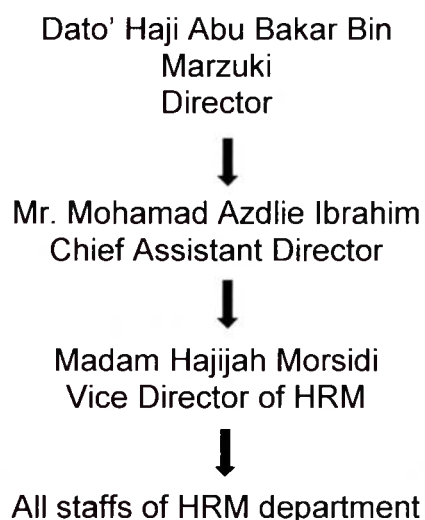 Dato’ Haji Abu Bakar Bin
Marzuki
Director
Mr. Mohamad Azdlie Ibrahim
Chief Assistant Director
Madam Hajijah Morsidi
Vice Director of HRM
All staffs of HRM department